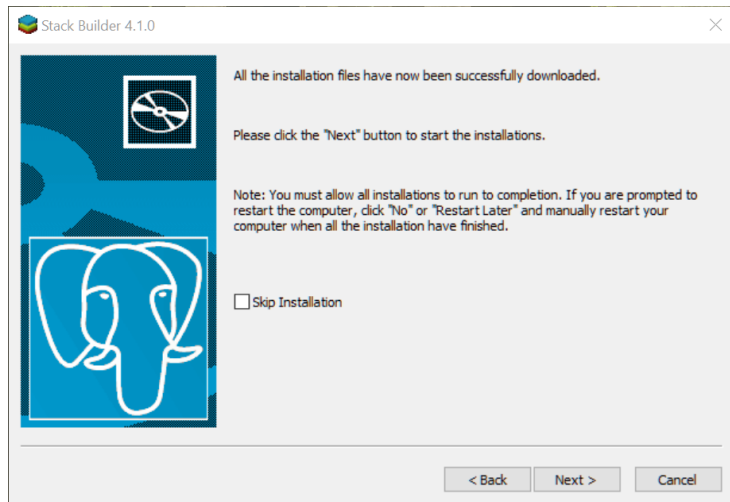 Stack Builder 4.1.0
All the installation files have now been successfully downloaded.
Please click the "Next" button to start the installations.
Note: You must allow all installations to run to completion. If you are prompted to
restart the computer, click "No" or "Restart Later" and manually restart your
computer when all the installation have finished.
Skip Installation
< Back
Next >
Cancel